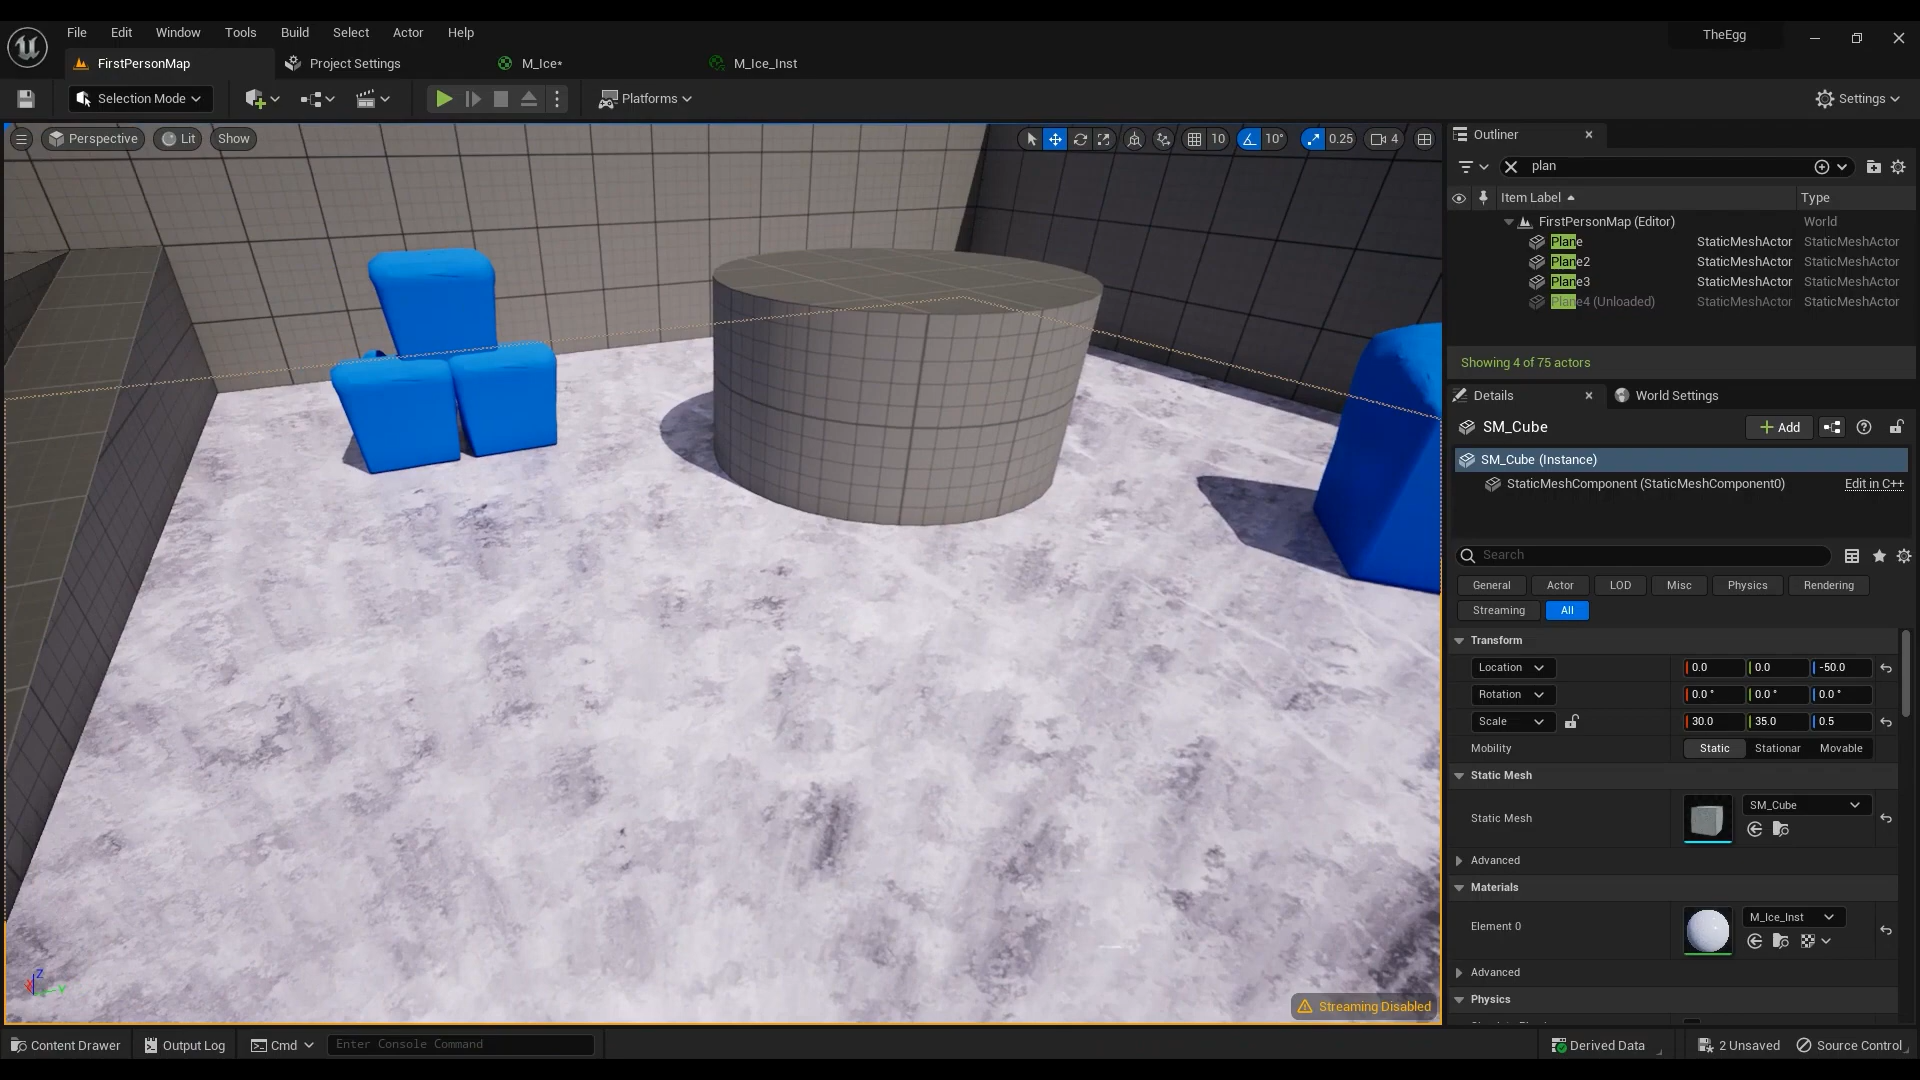 File Edit Window Tools Build Select Actor Help
TheEgg
FirstPersonMap Project Settings M_Ice* M_Ice_Inst
Selection Mode Platforms Settings
Perspective Lit Show 10 10° 0.25 4
Outliner
plan
Item Label Type
FirstPersonMap (Editor) World
Plane StaticMeshActor StaticMeshActor
Plane2 StaticMeshActor StaticMeshActor
Plane3 StaticMeshActor StaticMeshActor
Plane4 (Unloaded) StaticMeshActor StaticMeshActor
Showing 4 of 75 actors
Details World Settings
SM_Cube Add
SM_Cube (Instance)
StaticMeshComponent (StaticMeshComponent0) Edit in C++
Search
General Actor LOD Misc Physics Rendering
Streaming All
Transform
Location 0.0 0.0 -50.0
Rotation 0.0 ° 0.0 ° 0.0 °
Scale 30.0 35.0 0.5
Mobility Static Stationar Movable
Static Mesh
Static Mesh SM_Cube
Advanced
Materials
Element 0 M_Ice_Inst
Advanced
Physics
Z
Y
Streaming Disabled
Content Drawer Output Log Cmd Enter Console Command Derived Data 2 Unsaved Source Control